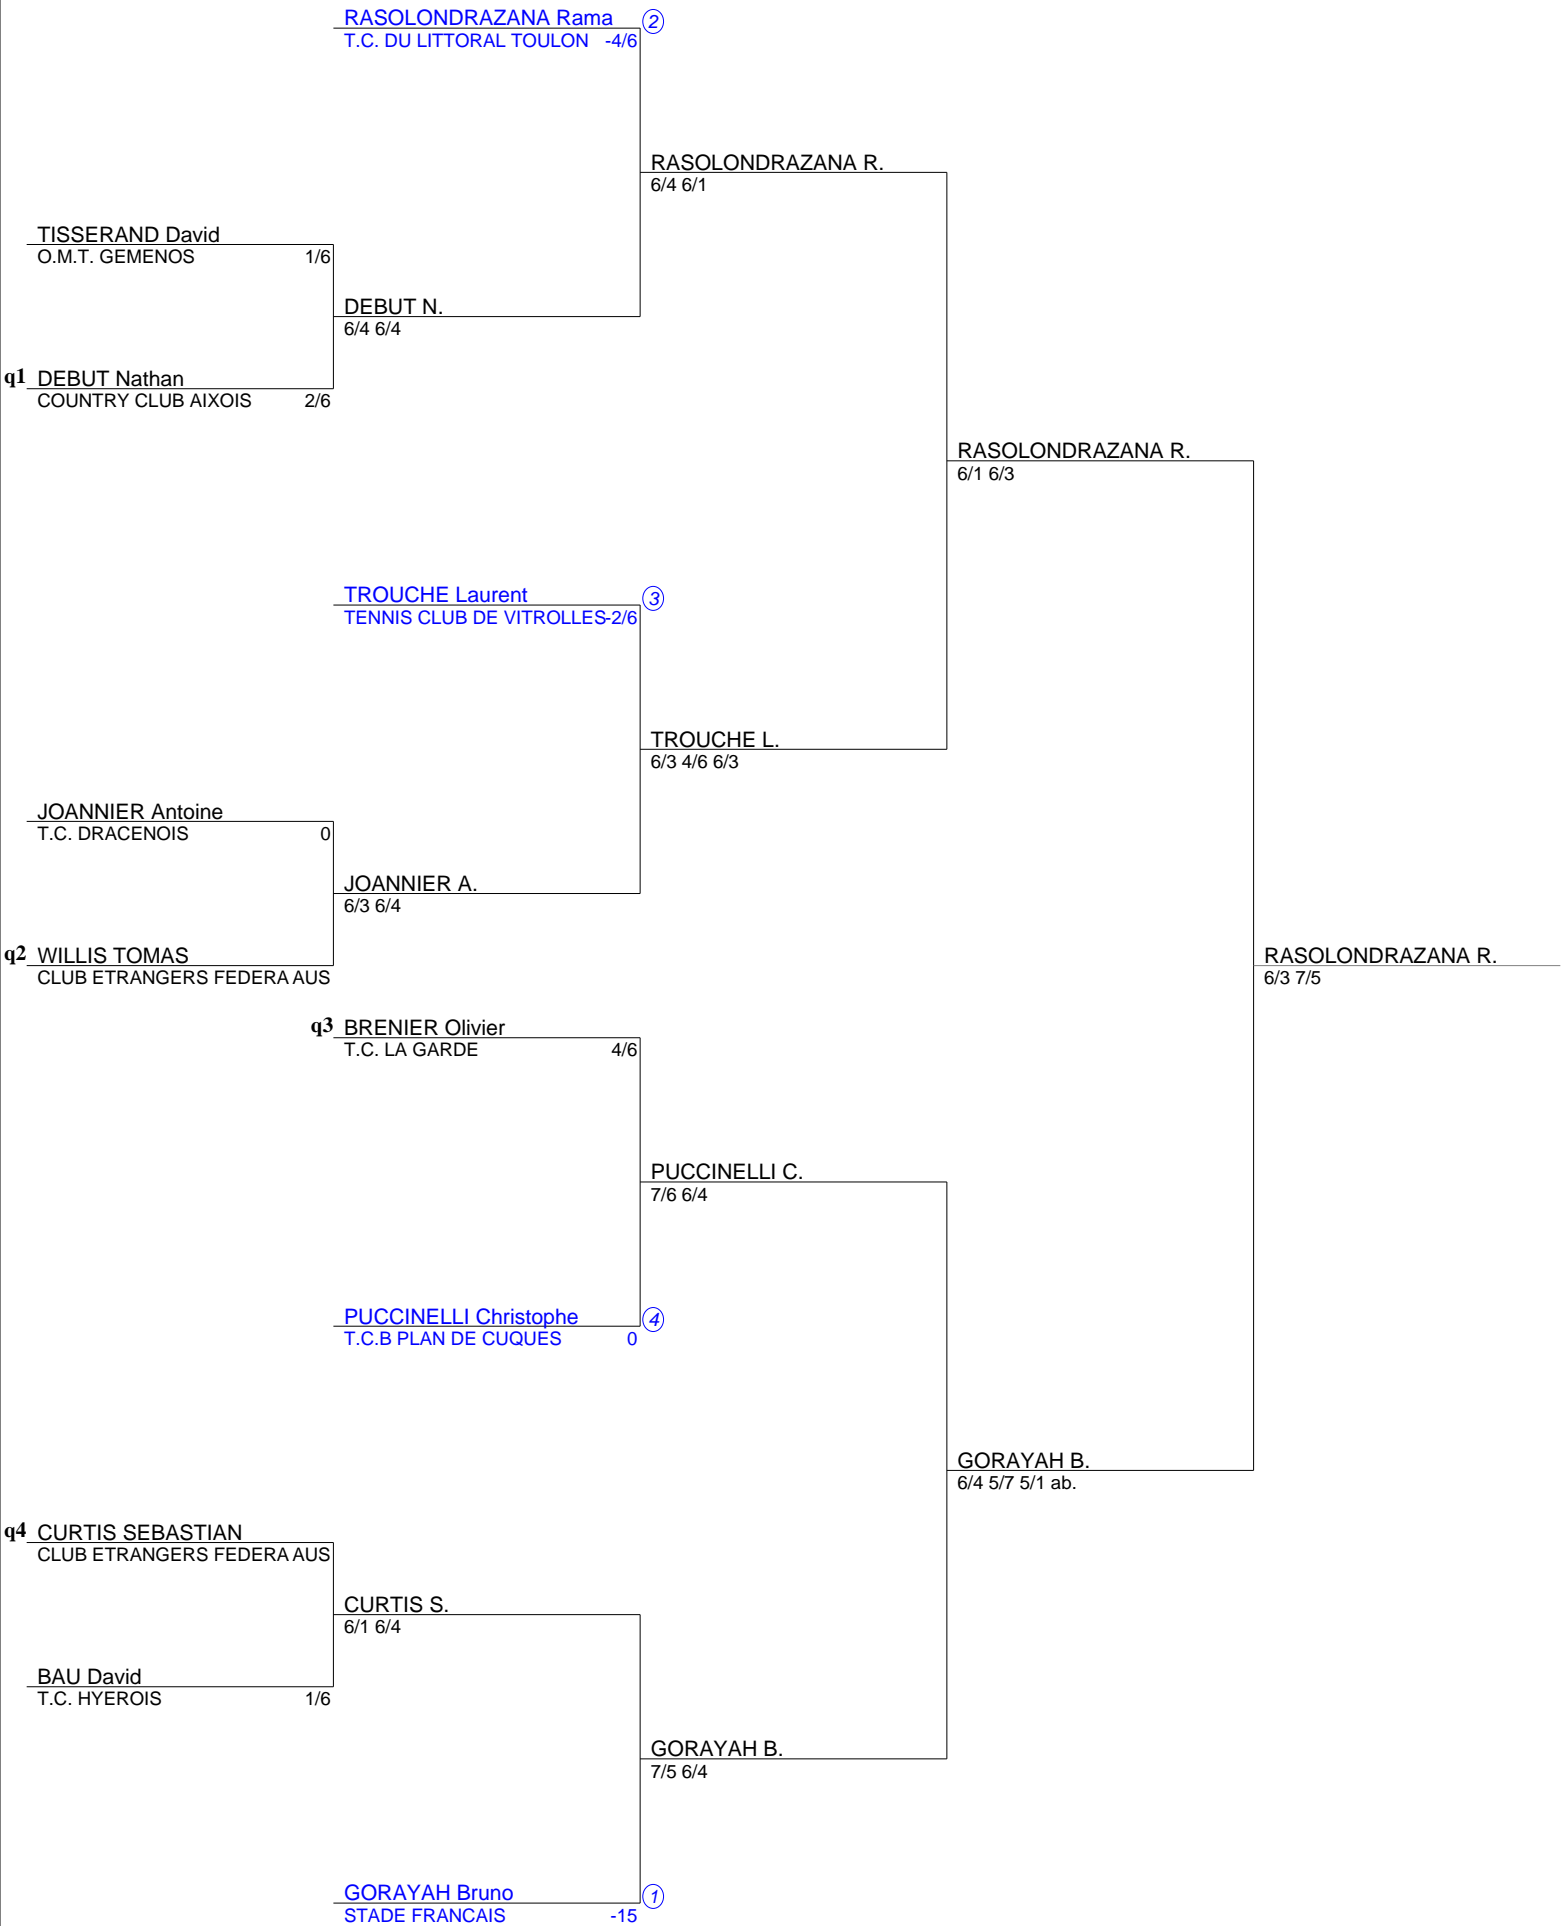 RASOLONDRAZANA Rama 2
T.C. DU LITTORAL TOULON -4/6
RASOLONDRAZANA R.
6/4 6/1
TISSERAND David
O.M.T. GEMENOS 1/6
DEBUT N.
6/4 6/4
q1 DEBUT Nathan
COUNTRY CLUB AIXOIS 2/6
RASOLONDRAZANA R.
6/1 6/3
TROUCHE Laurent 3
TENNIS CLUB DE VITROLLES -2/6
TROUCHE L.
6/3 4/6 6/3
JOANNIER Antoine
T.C. DRACENOIS 0
JOANNIER A.
6/3 6/4
q2 WILLIS TOMAS
CLUB ETRANGERS FEDERA AUS
RASOLONDRAZANA R.
6/3 7/5
q3 BRENIER Olivier
T.C. LA GARDE 4/6
PUCCINELLI C.
7/6 6/4
PUCCINELLI Christophe 4
T.C.B PLAN DE CUQUES 0
GORAYAH B.
6/4 5/7 5/1 ab.
q4 CURTIS SEBASTIAN
CLUB ETRANGERS FEDERA AUS
CURTIS S.
6/1 6/4
BAU David
T.C. HYEROIS 1/6
GORAYAH B.
7/5 6/4
GORAYAH Bruno 1
STADE FRANCAIS -15